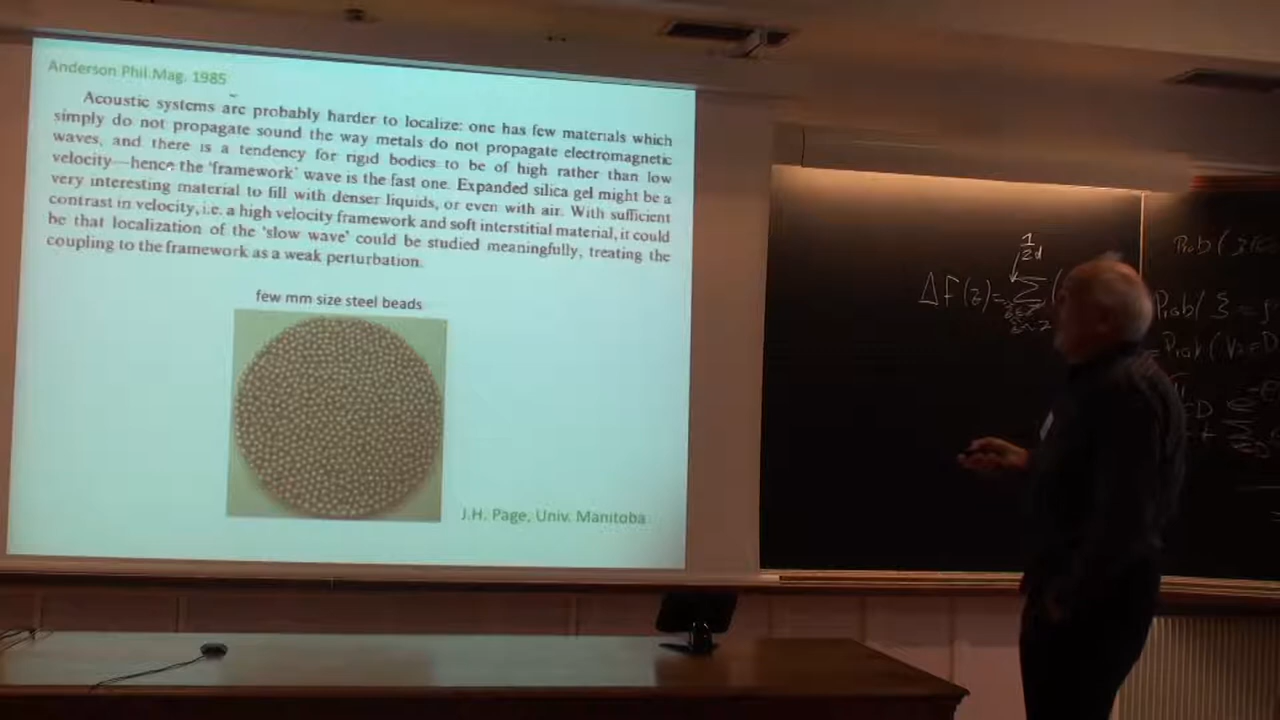 Anderson Phil.Mag. 1985
Acoustic systems are probably harder to localize: one has few materials which
simply do not propagate sound the way metals do not propagate electromagnetic
waves, and there is a tendency for rigid bodies to be of high rather than low
velocity—hence the 'framework' wave is the fast one. Expanded silica gel might be a
very interesting material to fill with denser liquids, or even with air. With sufficient
contrast in velocity, i.e. a high velocity framework and soft interstitial material, it could
be that localization of the 'slow wave' could be studied meaningfully, treating the
coupling to the framework as a weak perturbation.
few mm size steel beads
J.H. Page, Univ. Manitoba
1
2d
Δf(z)=Σ(
Prob(
Prob( ξ =
=Prob(